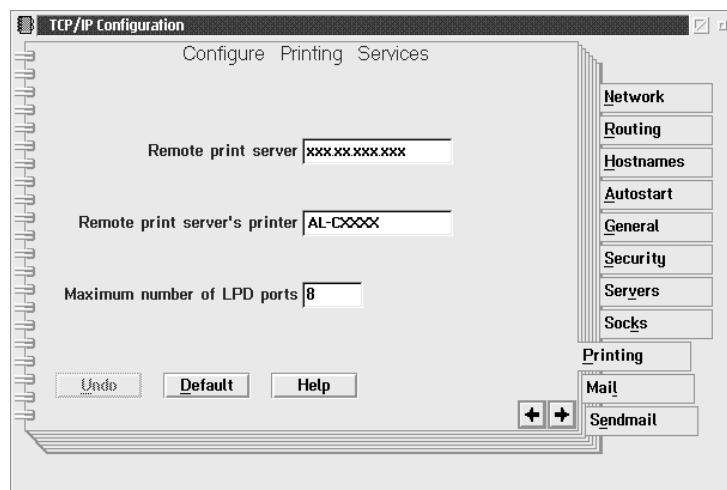 TCP/IP Configuration
Configure Printing Services
Remote print server xxx.xx.xxx.xxx
Remote print server's printer AL-CXXXX
Maximum number of LPD ports 8
Undo Default Help
Network
Routing
Hostnames
Autostart
General
Security
Servers
Socks
Printing
Mail
Sendmail